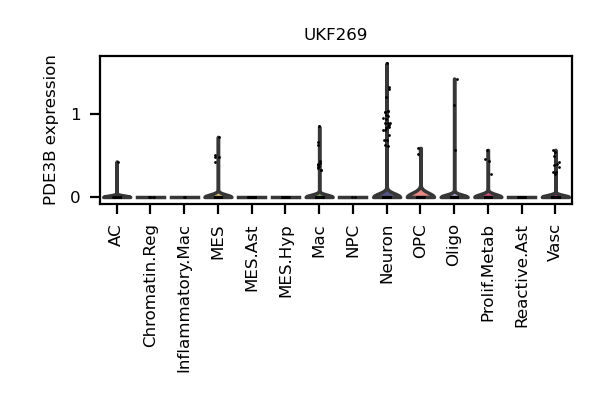 UKF269
PDE3B expression
1
0
AC
Chromatin.Reg
Inflammatory.Mac
MES
MES.Ast
MES.Hyp
Mac
NPC
Neuron
OPC
Oligo
Prolif.Metab
Reactive.Ast
Vasc